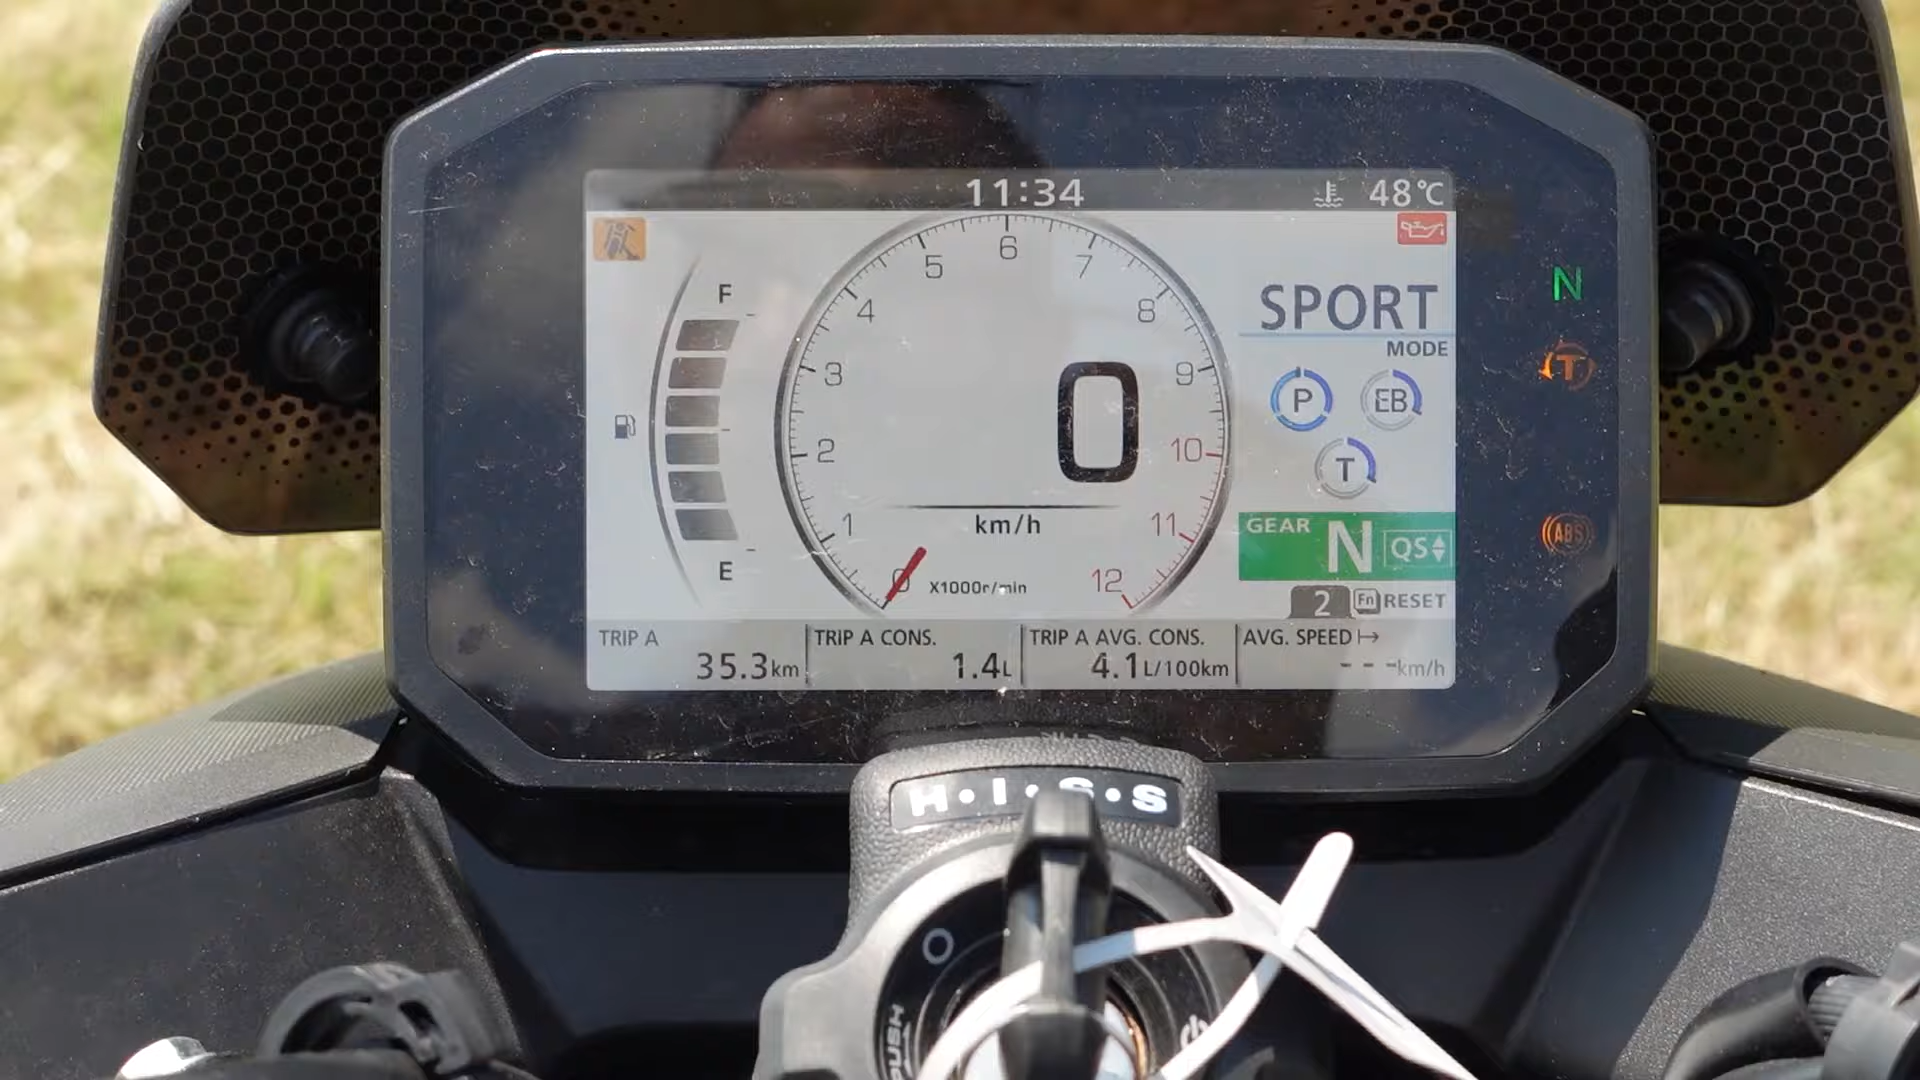 11:34
48°C
6
5
7
4
8
3
9
2
10
1
11
0
12
F
E
0
km/h
X1000r/min
SPORT
MODE
P
EB
T
GEAR N QS
2 Fn RESET
TRIP A
35.3km
TRIP A CONS.
1.4L
TRIP A AVG. CONS.
4.1L/100km
AVG. SPEED
---km/h
N
T
ABS
H•I•S•S
PUSH